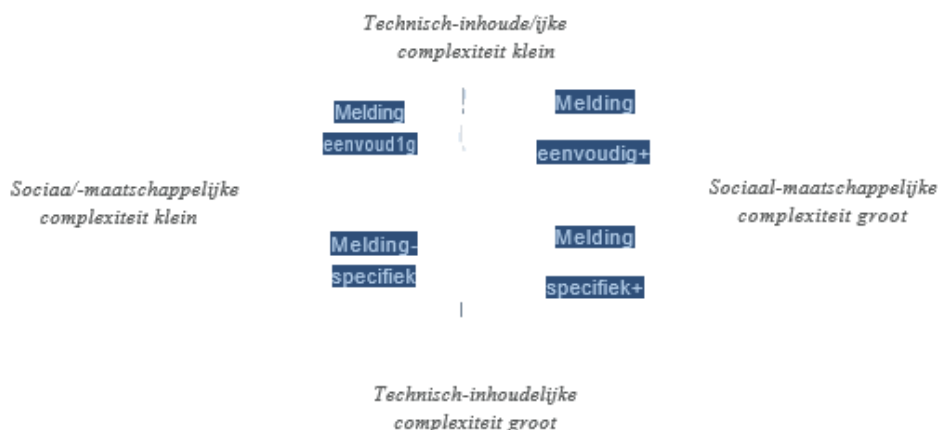 Technisch-inhoude/ijke
complexiteit klein
Melding
eenvoud1g
Melding
eenvoudig+
Sociaa/-maatschappelijke
complexiteit klein
Sociaal-maatschappelijke
complexiteit groot
Melding-
specifiek
Melding
specifiek+
Technisch-inhoudelijke
complexiteit groot